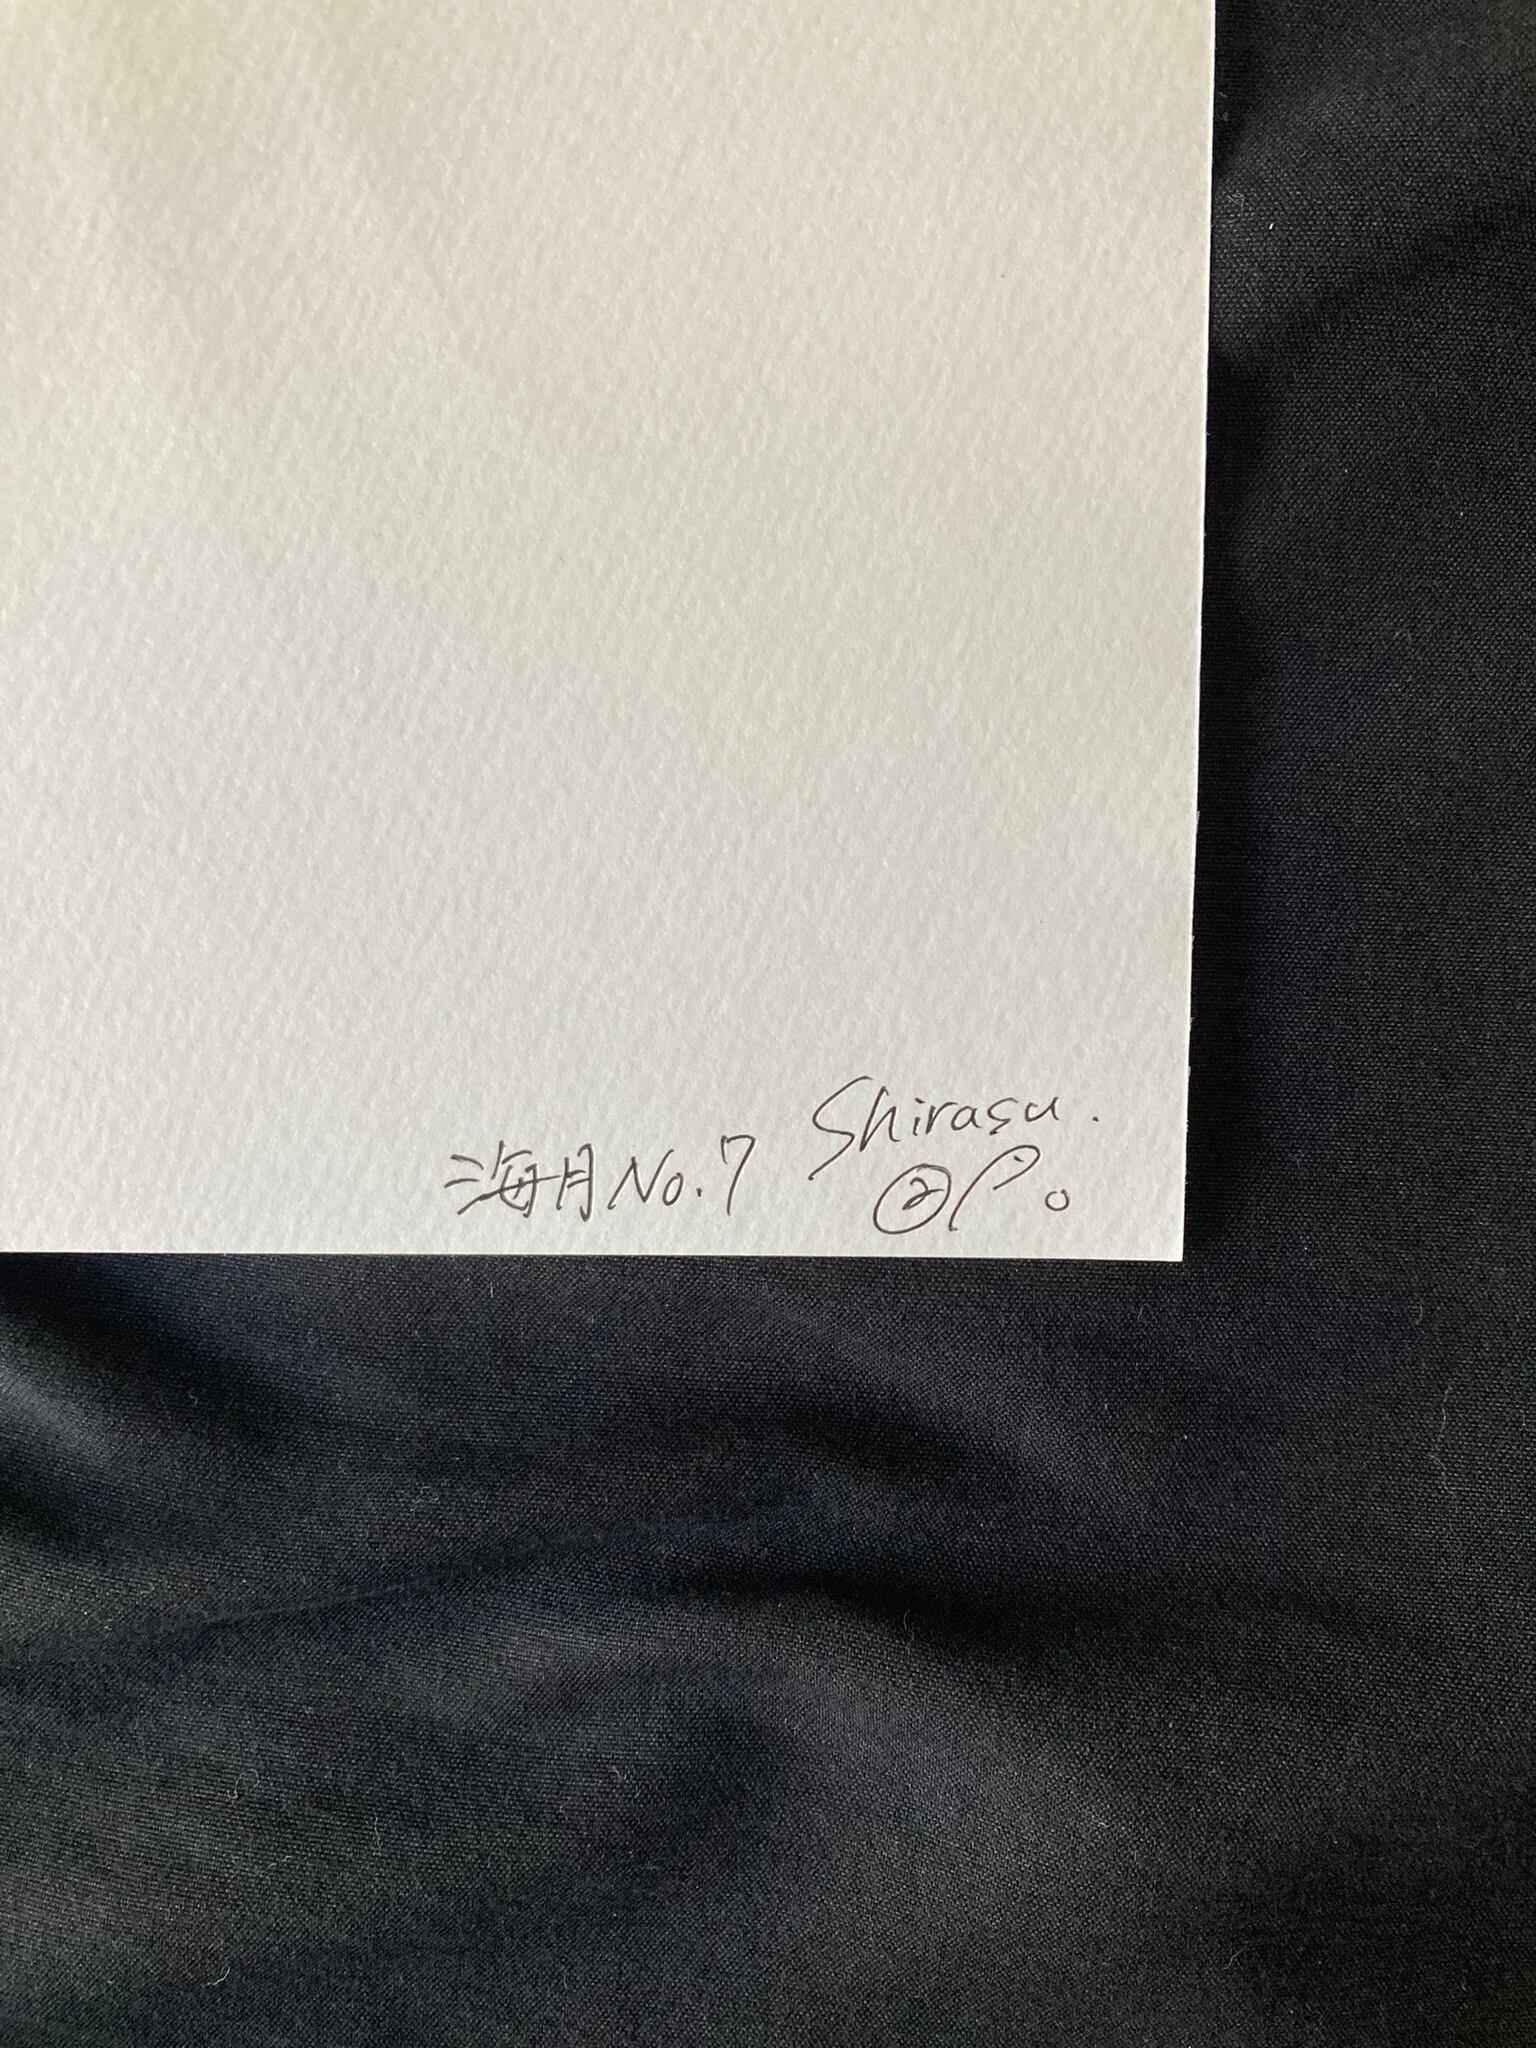 海月 No.7
Shirasu.